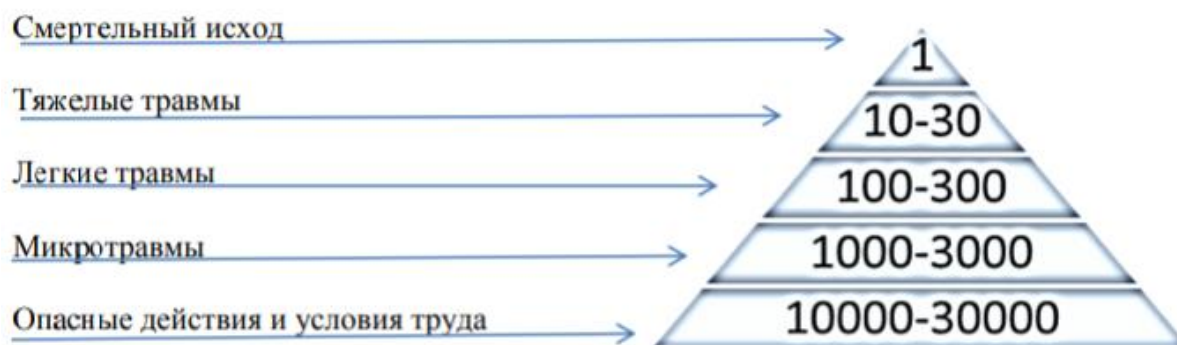 Смертельный исход
1
Тяжелые травмы
10-30
Легкие травмы
100-300
Микротравмы
1000-3000
Опасные действия и условия труда
10000-30000